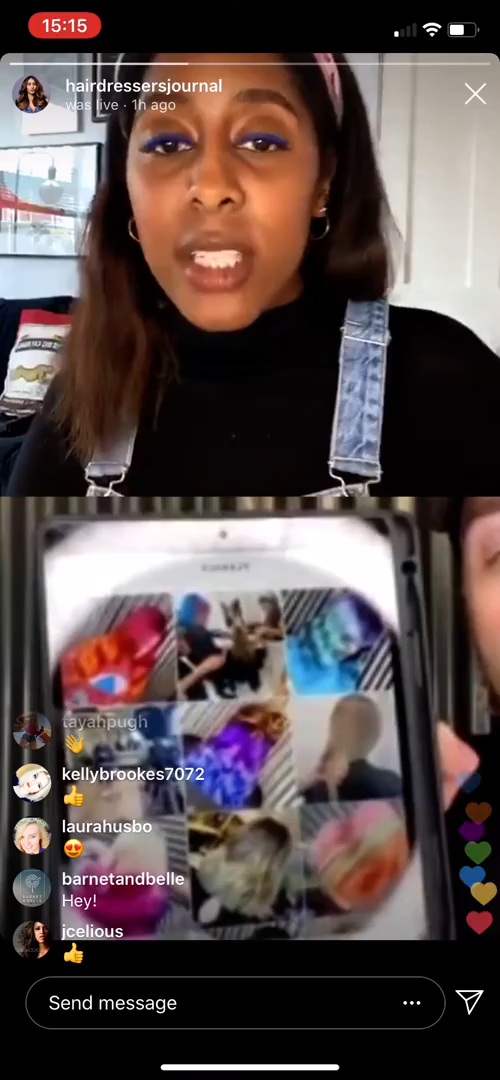 15:15
hairdressersjournal
was live · 1h ago
tayahpugh
👋
kellybrookes7072
👍
laurahusbo
😍
barnetandbelle
Hey!
jcelious
👍
Send message